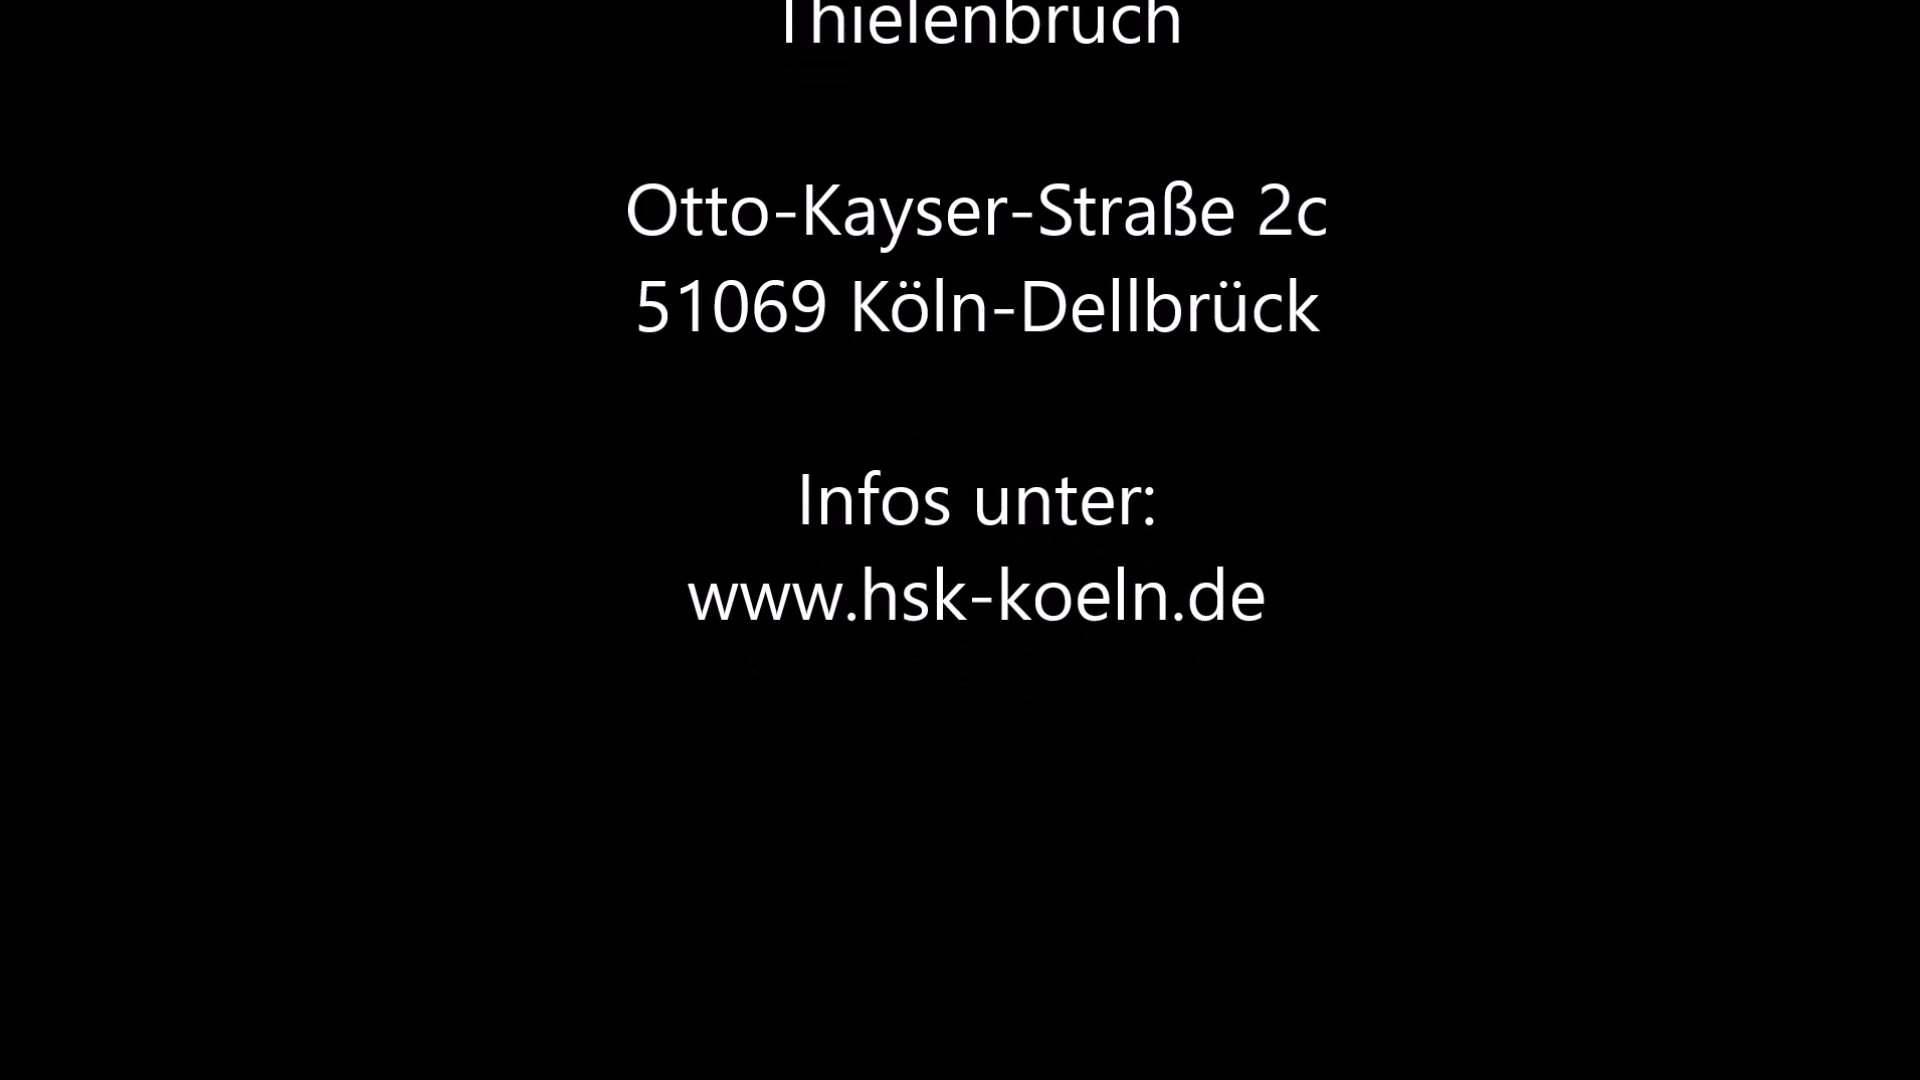 Thielenbruch
Otto-Kayser-Straße 2c
51069 Köln-Dellbrück
Infos unter:
www.hsk-koeln.de